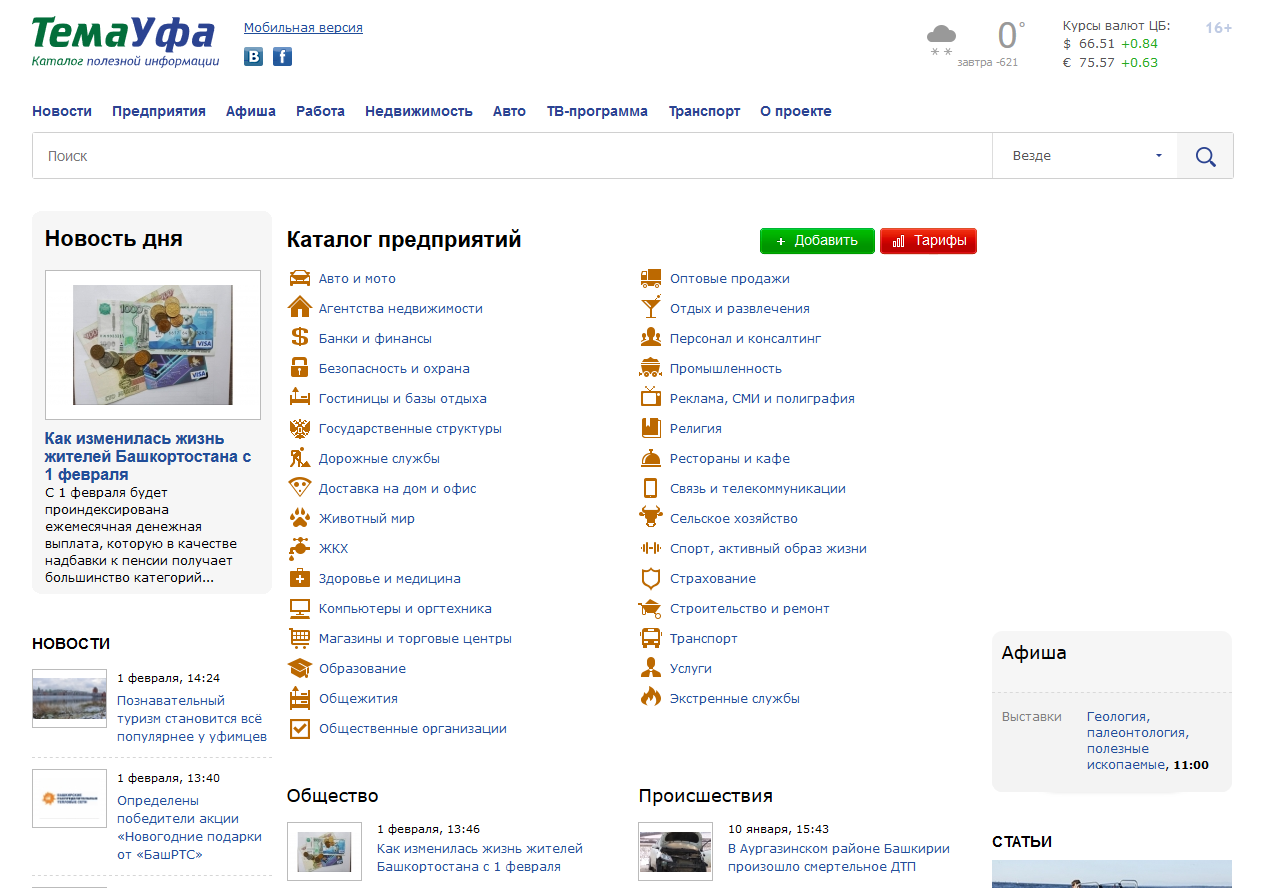 ТемаУфа
Каталог полезной информации
Мобильная версия
0°
завтра -621
Курсы валют ЦБ:
$ 66.51 +0.84
€ 75.57 +0.63
16+
Новости Предприятия Афиша Работа Недвижимость Авто ТВ-программа Транспорт О проекте
Поиск
Везде
Новость дня
Как изменилась жизнь
жителей Башкортостана с
1 февраля
С 1 февраля будет
проиндексирована
ежемесячная денежная
выплата, которую в качестве
надбавки к пенсии получает
большинство категорий...
НОВОСТИ
1 февраля, 14:24
Познавательный
туризм становится всё
популярнее у уфимцев
1 февраля, 13:40
Определены
победители акции
«Новогодние подарки
от «БашРТС»
Каталог предприятий
+ Добавить
Тарифы
Авто и мото
Агентства недвижимости
Банки и финансы
Безопасность и охрана
Гостиницы и базы отдыха
Государственные структуры
Дорожные службы
Доставка на дом и офис
Животный мир
ЖКХ
Здоровье и медицина
Компьютеры и оргтехника
Магазины и торговые центры
Образование
Общежития
Общественные организации
Оптовые продажи
Отдых и развлечения
Персонал и консалтинг
Промышленность
Реклама, СМИ и полиграфия
Религия
Рестораны и кафе
Связь и телекоммуникации
Сельское хозяйство
Спорт, активный образ жизни
Страхование
Строительство и ремонт
Транспорт
Услуги
Экстренные службы
Общество
1 февраля, 13:46
Как изменилась жизнь жителей
Башкортостана с 1 февраля
Происшествия
10 января, 15:43
В Аургазинском районе Башкирии
произошло смертельное ДТП
Афиша
Выставки
Геология,
палеонтология,
полезные
ископаемые, 11:00
СТАТЬИ